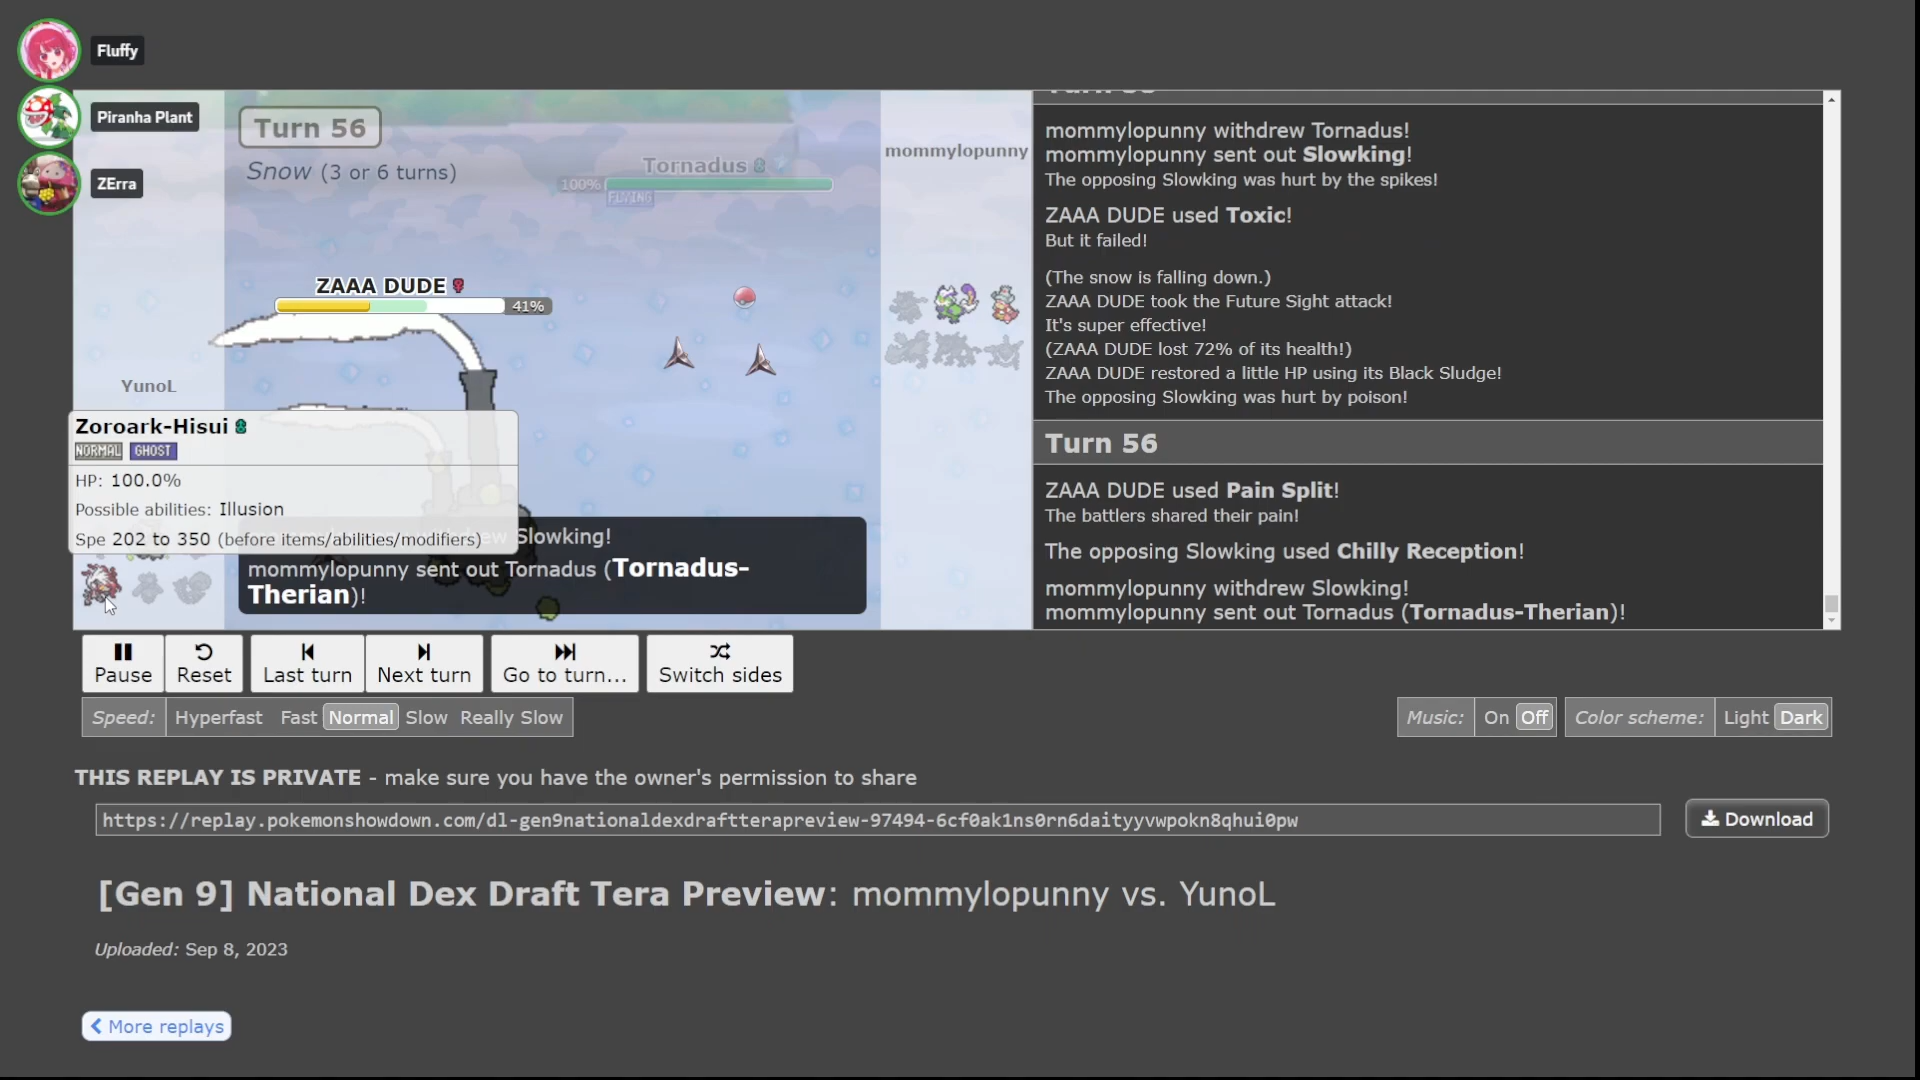 Fluffy
Piranha Plant
ZErra
Turn 56
Snow (3 or 6 turns)
Tornadus
100%
FLYING
mommylopunny
ZAAA DUDE
41%
YunoL
Zoroark-Hisui
NORMAL GHOST
HP: 100.0%
Possible abilities: Illusion
Spe 202 to 350 (before items/abilities/modifiers)
Slowking!
mommylopunny sent out Tornadus (Tornadus-
Therian)!
mommylopunny withdrew Tornadus!
mommylopunny sent out Slowking!
The opposing Slowking was hurt by the spikes!
ZAAA DUDE used Toxic!
But it failed!
(The snow is falling down.)
ZAAA DUDE took the Future Sight attack!
It's super effective!
(ZAAA DUDE lost 72% of its health!)
ZAAA DUDE restored a little HP using its Black Sludge!
The opposing Slowking was hurt by poison!
Turn 56
ZAAA DUDE used Pain Split!
The battlers shared their pain!
The opposing Slowking used Chilly Reception!
mommylopunny withdrew Slowking!
mommylopunny sent out Tornadus (Tornadus-Therian)!
Pause Reset Last turn Next turn Go to turn... Switch sides
Speed: Hyperfast Fast Normal Slow Really Slow
Music: On Off Color scheme: Light Dark
THIS REPLAY IS PRIVATE - make sure you have the owner's permission to share
https://replay.pokemonshowdown.com/dl-gen9nationaldexdraftterapreview-97494-6cf0ak1ns0rn6daityyvwpokn8qhui0pw
Download
[Gen 9] National Dex Draft Tera Preview: mommylopunny vs. YunoL
Uploaded: Sep 8, 2023
More replays